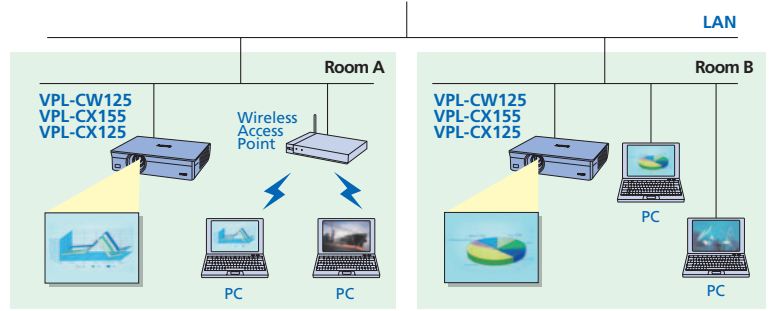 LAN
Room A
VPL-CW125
VPL-CX155
VPL-CX125
Wireless
Access
Point
PC
PC
Room B
VPL-CW125
VPL-CX155
VPL-CX125
PC
PC